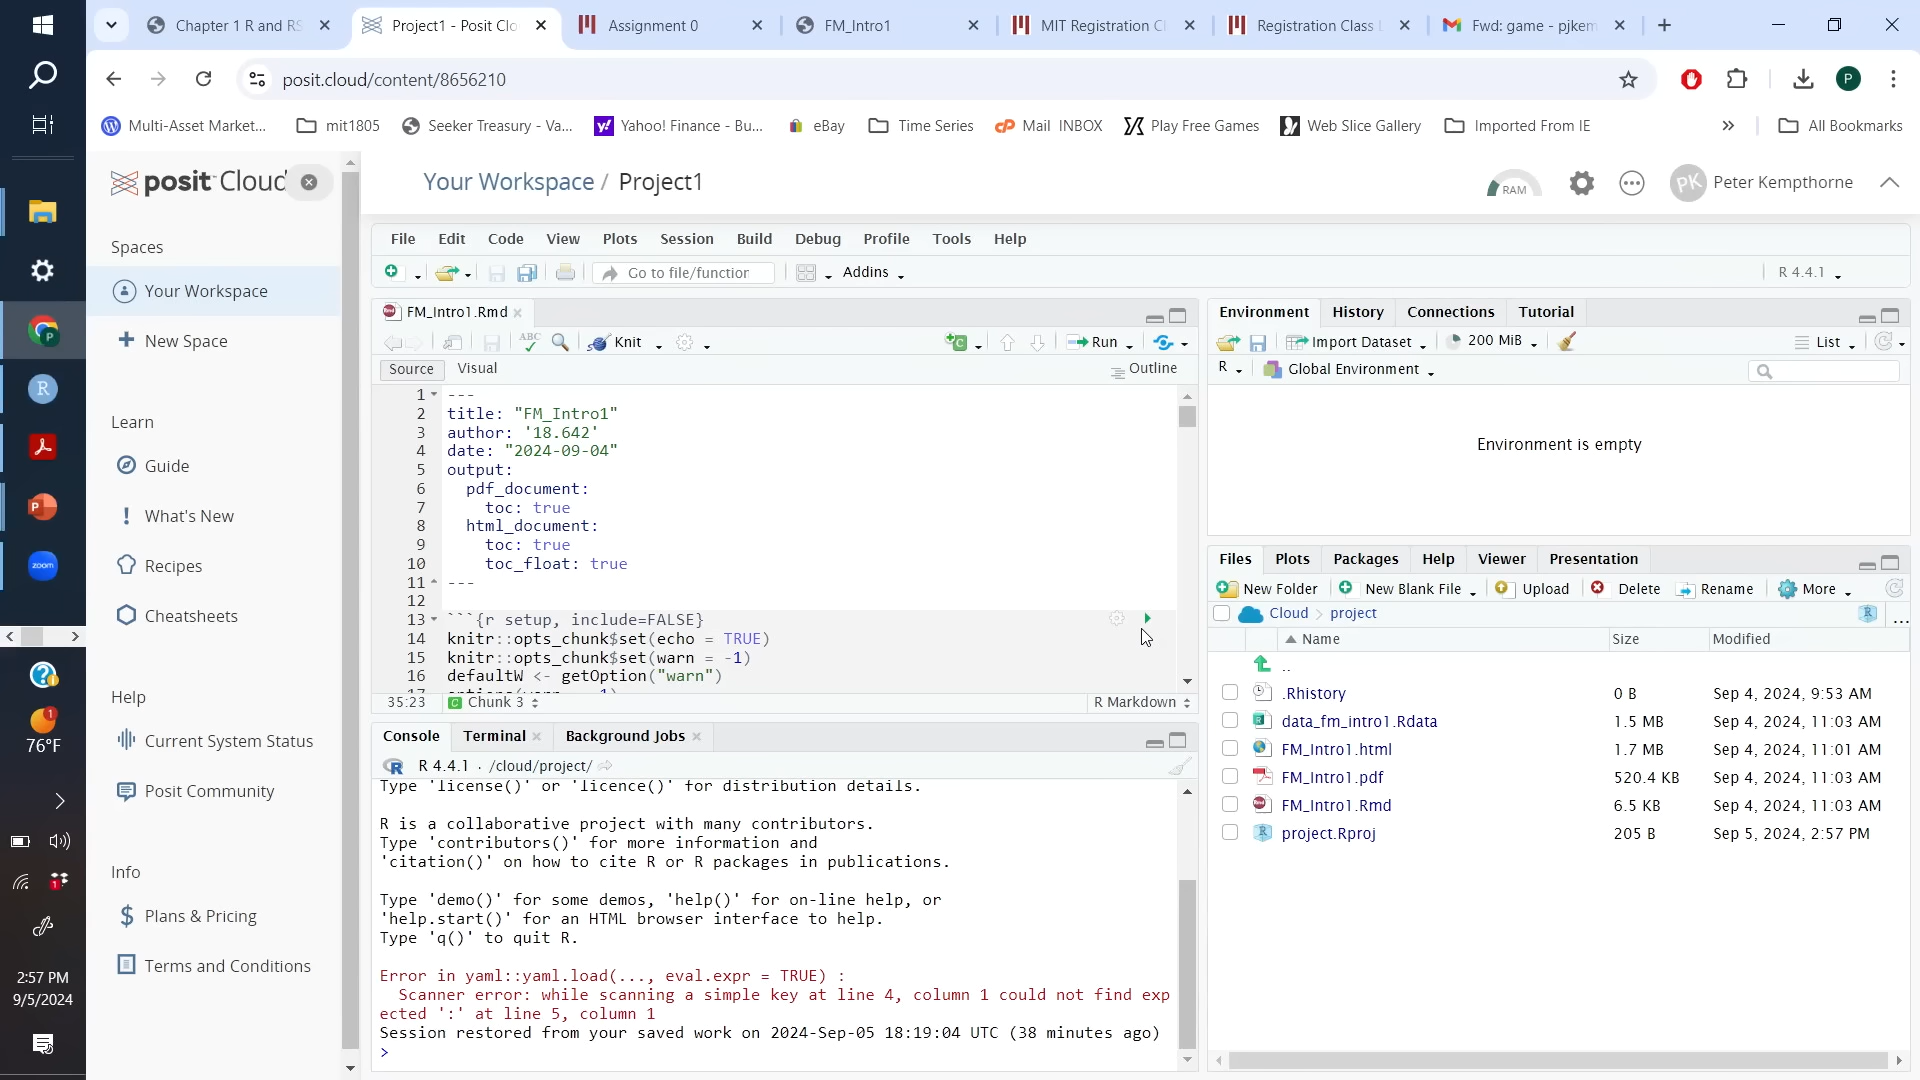 Chapter 1 R and RS
Project1 - Posit Clo
Assignment 0
FM_Intro1
MIT Registration Cl
Registration Class L
Fwd: game - pjkem
posit.cloud/content/8656210
P
Multi-Asset Market...
mit1805
Seeker Treasury - Va...
Yahoo! Finance - Bu...
eBay
Time Series
Mail INBOX
Play Free Games
Web Slice Gallery
Imported From IE
»
All Bookmarks
posit Cloud
Your Workspace / Project1
RAM
PK
Peter Kempthorne
Spaces
Your Workspace
New Space
Learn
Guide
What's New
Recipes
Cheatsheets
Help
Current System Status
Posit Community
Info
Plans & Pricing
Terms and Conditions
File Edit Code View Plots Session Build Debug Profile Tools Help
Go to file/function
Addins
R 4.4.1
FM_Intro1.Rmd
ABC
Knit
Run
Source
Visual
Outline
1 ---
2 title: "FM_Intro1"
3 author: '18.642'
4 date: "2024-09-04"
5 output:
6 pdf_document:
7 toc: true
8 html_document:
9 toc: true
10 toc_float: true
11 ---
12
13 ```{r setup, include=FALSE}
14 knitr::opts_chunk$set(echo = TRUE)
15 knitr::opts_chunk$set(warn = -1)
16 defaultW <- getOption("warn")
35:23
C Chunk 3
R Markdown
Console
Terminal
Background Jobs
R 4.4.1 · /cloud/project/
Type 'license()' or 'licence()' for distribution details.
R is a collaborative project with many contributors.
Type 'contributors()' for more information and
'citation()' on how to cite R or R packages in publications.
Type 'demo()' for some demos, 'help()' for on-line help, or
'help.start()' for an HTML browser interface to help.
Type 'q()' to quit R.
Error in yaml::yaml.load(..., eval.expr = TRUE) :
Scanner error: while scanning a simple key at line 4, column 1 could not find exp
ected ':' at line 5, column 1
Session restored from your saved work on 2024-Sep-05 18:19:04 UTC (38 minutes ago)
>
Environment History Connections Tutorial
Import Dataset
200 MiB
List
R
Global Environment
Environment is empty
Files Plots Packages Help Viewer Presentation
New Folder
New Blank File
Upload
Delete
Rename
More
Cloud
project
...
Name Size Modified
..
.Rhistory 0 B Sep 4, 2024, 9:53 AM
data_fm_intro1.Rdata 1.5 MB Sep 4, 2024, 11:03 AM
FM_Intro1.html 1.7 MB Sep 4, 2024, 11:01 AM
FM_Intro1.pdf 520.4 KB Sep 4, 2024, 11:03 AM
FM_Intro1.Rmd 6.5 KB Sep 4, 2024, 11:03 AM
project.Rproj 205 B Sep 5, 2024, 2:57 PM
zoom
76°F
2:57 PM
9/5/2024